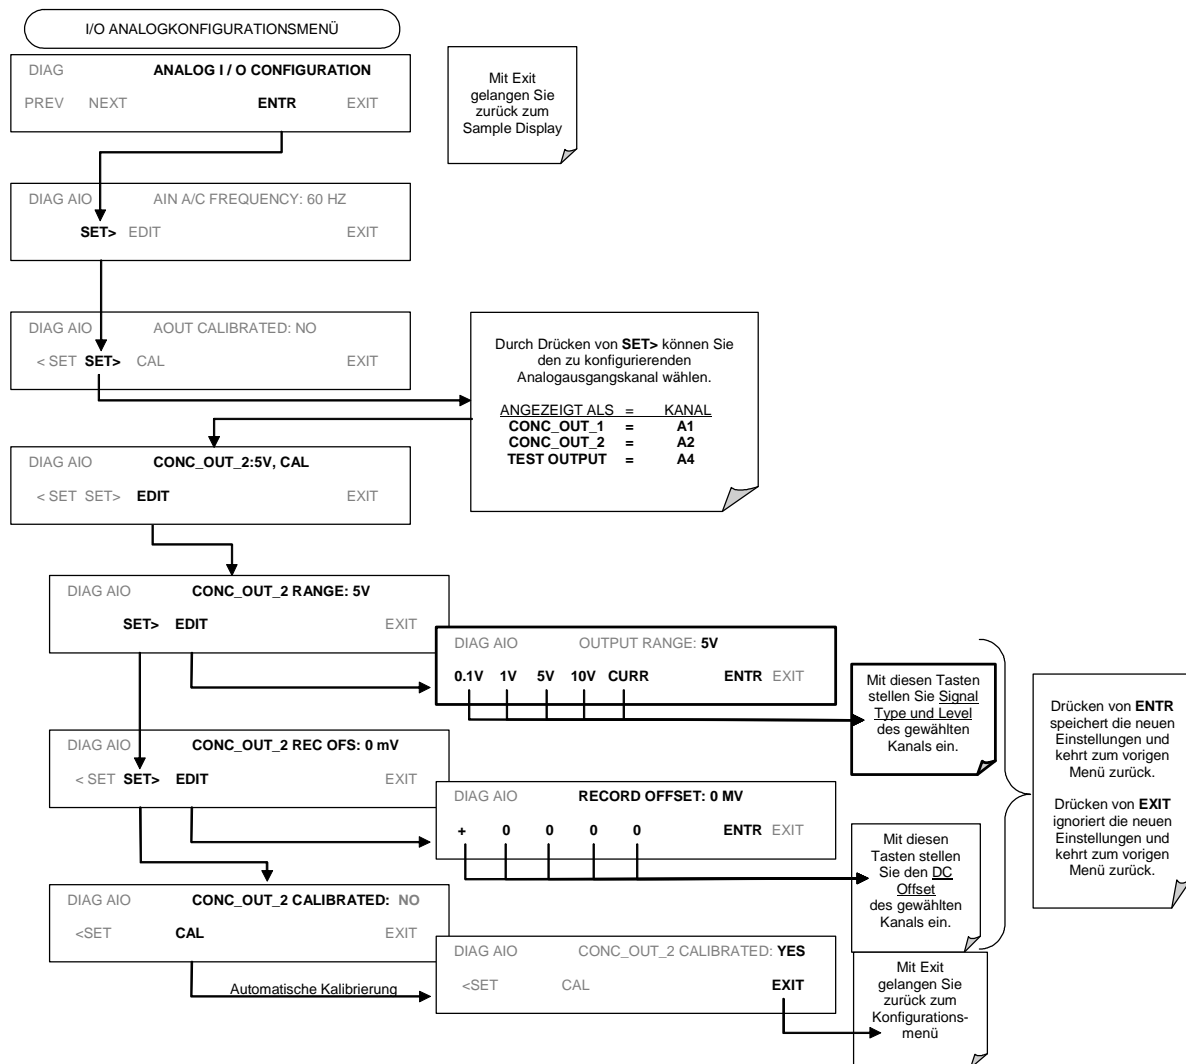 I/O ANALOGKONFIGURATIONSMENÜ
DIAG ANALOG I / O CONFIGURATION
PREV NEXT ENTR EXIT
Mit Exit
gelangen Sie
zurück zum
Sample Display
DIAG AIO AIN A/C FREQUENCY: 60 HZ
SET> EDIT EXIT
DIAG AIO AOUT CALIBRATED: NO
< SET SET> CAL EXIT
Durch Drücken von SET> können Sie
den zu konfigurierenden
Analogausgangskanal wählen.
ANGEZEIGT ALS = KANAL
CONC_OUT_1 = A1
CONC_OUT_2 = A2
TEST OUTPUT = A4
DIAG AIO CONC_OUT_2:5V, CAL
< SET SET> EDIT EXIT
DIAG AIO CONC_OUT_2 RANGE: 5V
SET> EDIT EXIT
DIAG AIO OUTPUT RANGE: 5V
0.1V 1V 5V 10V CURR ENTR EXIT
Mit diesen Tasten
stellen Sie Signal
Type und Level
des gewählten
Kanals ein.
Drücken von ENTR
speichert die neuen
Einstellungen und
kehrt zum vorigen
Menü zurück.
Drücken von EXIT
ignoriert die neuen
Einstellungen und
kehrt zum vorigen
Menü zurück.
DIAG AIO CONC_OUT_2 REC OFS: 0 mV
< SET SET> EDIT EXIT
DIAG AIO RECORD OFFSET: 0 MV
+ 0 0 0 0 ENTR EXIT
Mit diesen
Tasten stellen
Sie den DC
Offset
des gewählten
Kanals ein.
DIAG AIO CONC_OUT_2 CALIBRATED: NO
<SET CAL EXIT
Automatische Kalibrierung
DIAG AIO CONC_OUT_2 CALIBRATED: YES
<SET CAL EXIT
Mit Exit
gelangen Sie
zurück zum
Konfigurations-
menü